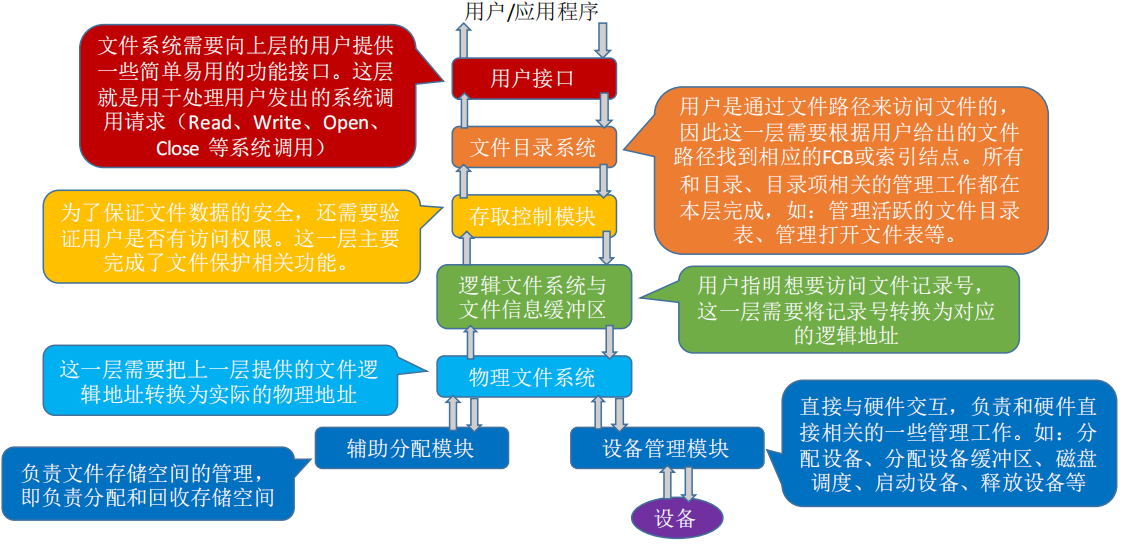 用户/应用程序
文件系统需要向上层的用户提供
一些简单易用的功能接口。这层
就是用于处理用户发出的系统调
用请求（Read、Write、Open、
Close 等系统调用）
用户接口
用户是通过文件路径来访问文件的，
因此这一层需要根据用户给出的文件
路径找到相应的FCB或索引结点。所有
和目录、目录项相关的管理工作都在
本层完成，如：管理活跃的文件目录
表、管理打开文件表等。
文件目录系统
为了保证文件数据的安全，还需要验
证用户是否有访问权限。这一层主要
完成了文件保护相关功能。
存取控制模块
逻辑文件系统与
文件信息缓冲区
用户指明想要访问文件记录号，
这一层需要将记录号转换为对应
的逻辑地址
这一层需要把上一层提供的文件逻
辑地址转换为实际的物理地址
物理文件系统
直接与硬件交互，负责和硬件直
接相关的一些管理工作。如：分
配设备、分配设备缓冲区、磁盘
调度、启动设备、释放设备等
辅助分配模块
设备管理模块
负责文件存储空间的管理，
即负责分配和回收存储空间
设备